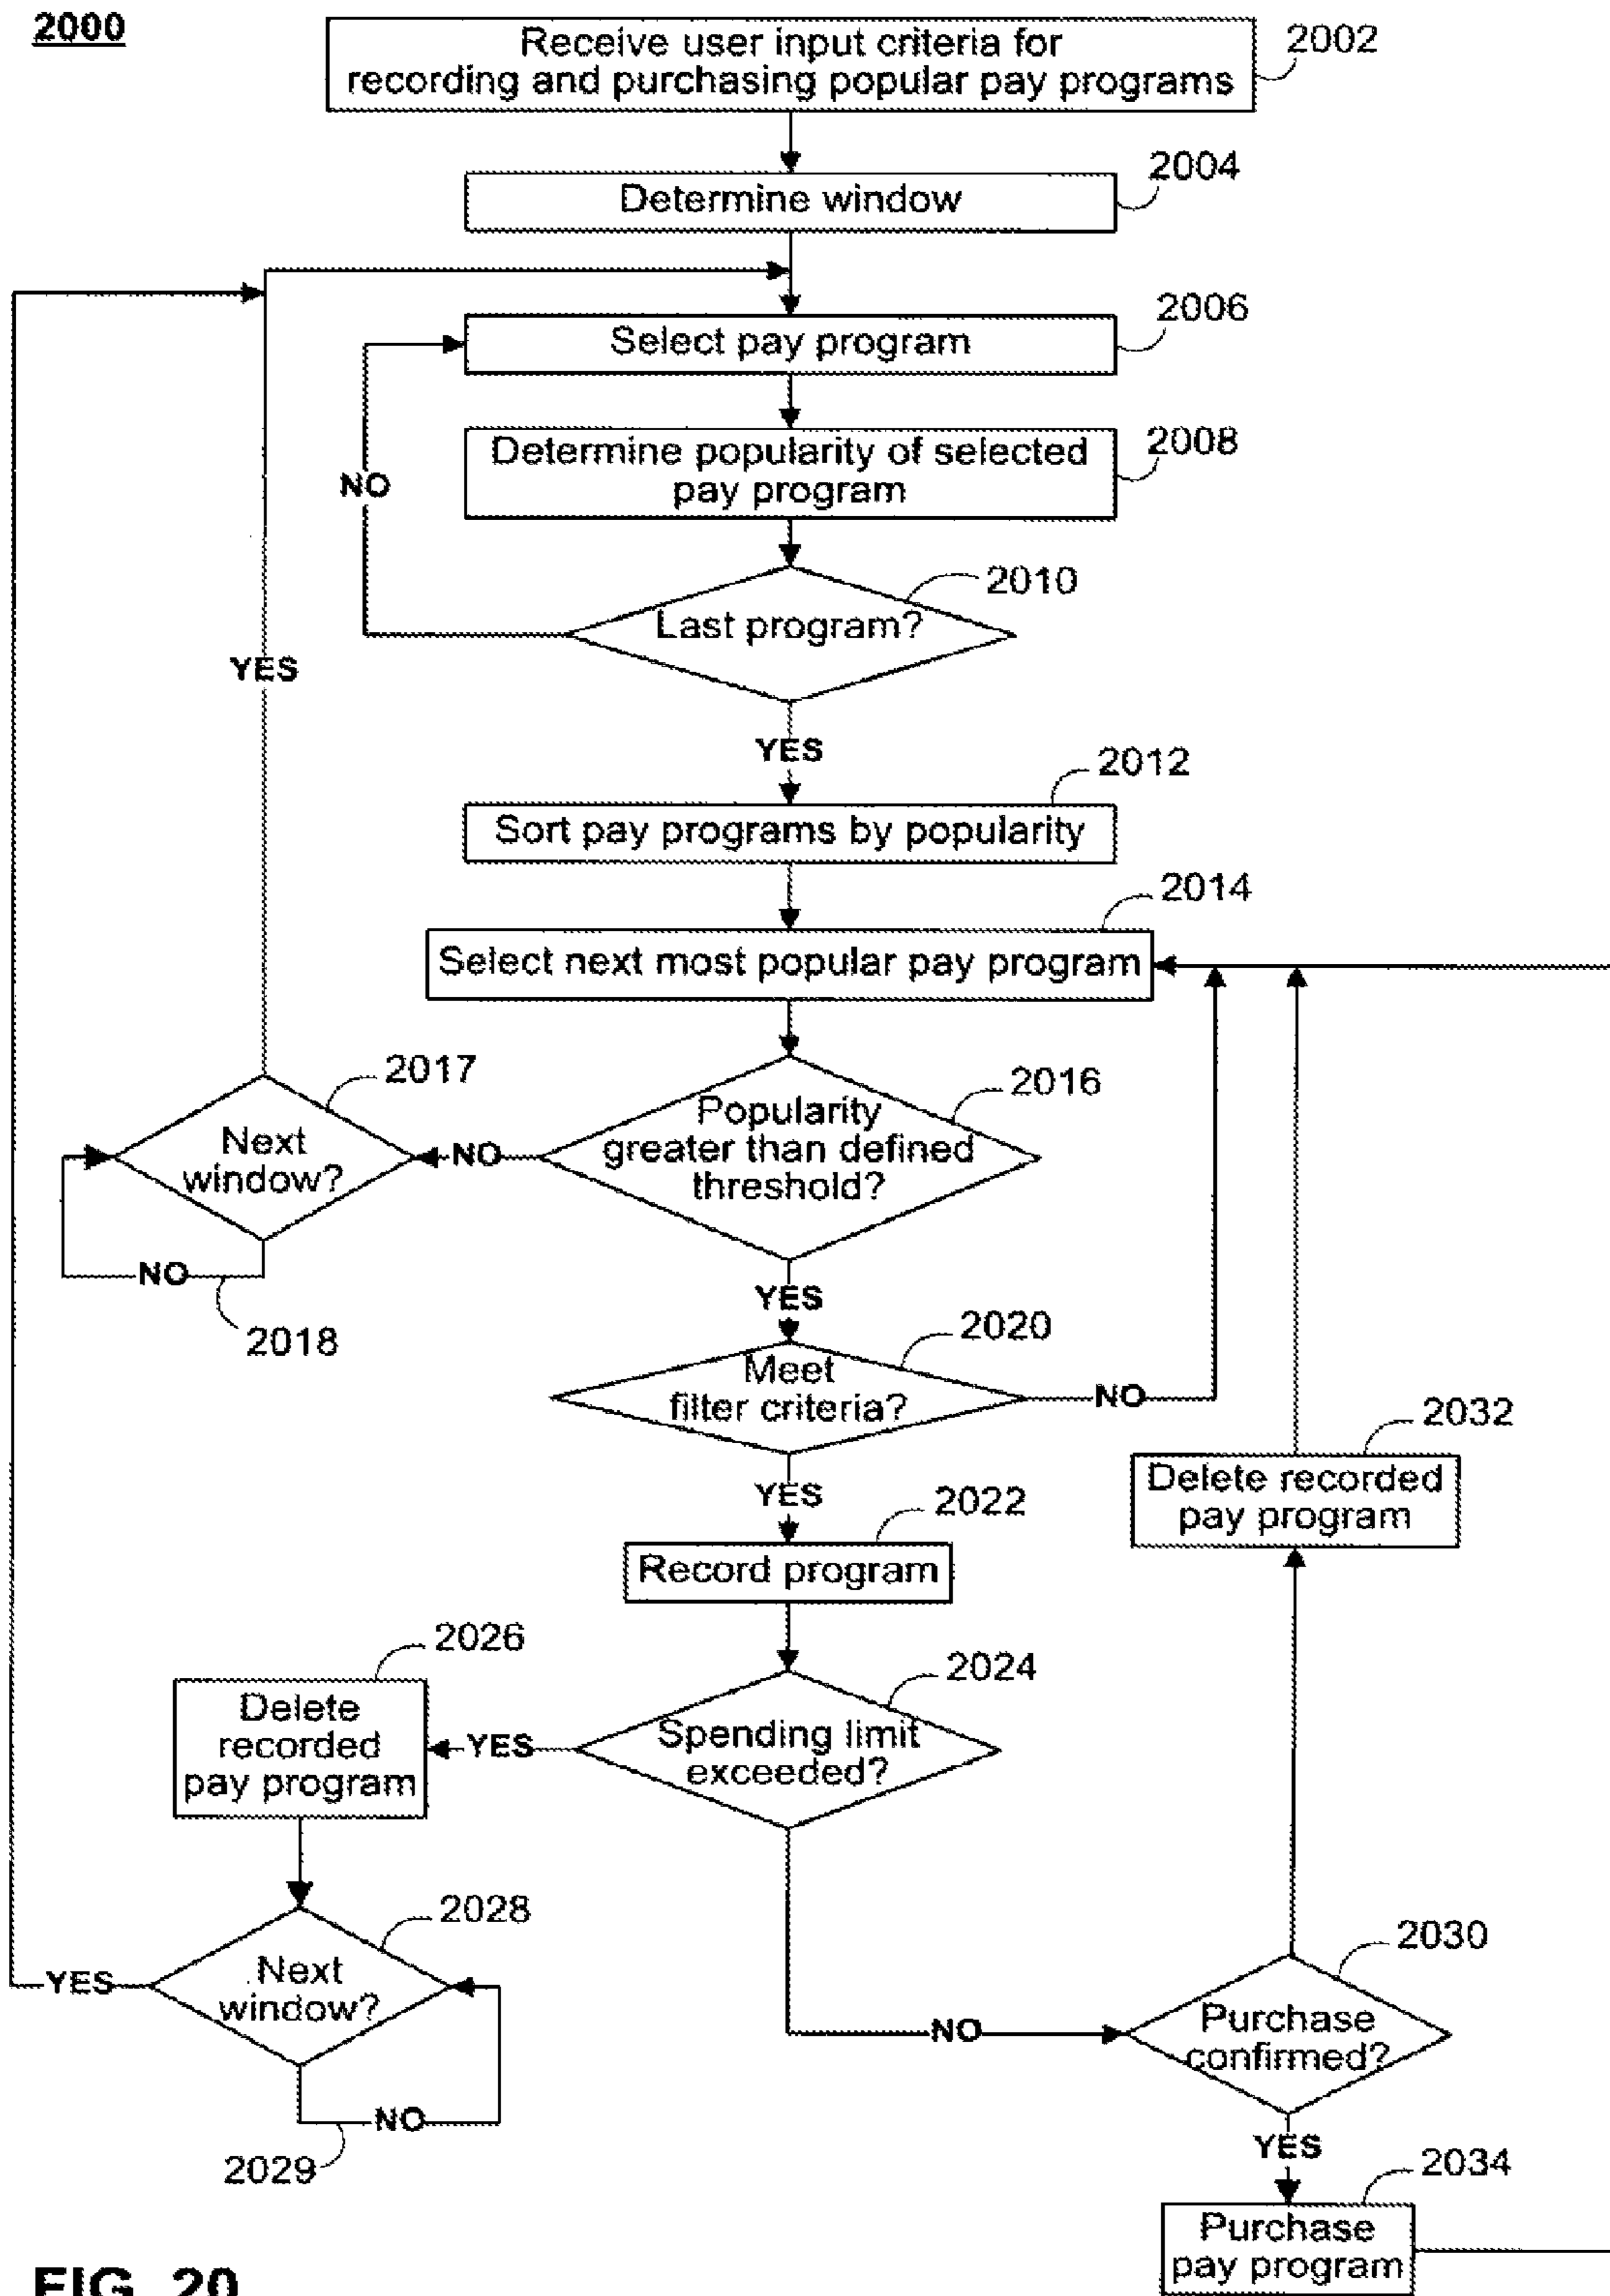 2000
Receive user input criteria for
recording and purchasing popular pay programs
2002
Determine window
2004
Select pay program
2006
Determine popularity of selected
pay program
2008
NO
Last program?
2010
YES
YES
Sort pay programs by popularity
2012
Select next most popular pay program
2014
Next
window?
2017
NO
Popularity
greater than defined
threshold?
2016
NO
2018
YES
Meet
filter criteria?
2020
NO
YES
Record program
2022
Delete recorded
pay program
2032
Delete
recorded
pay program
2026
YES
Spending limit
exceeded?
2024
YES
Next
window?
2028
NO
2029
NO
Purchase
confirmed?
2030
YES
Purchase
pay program
2034
FIG. 20